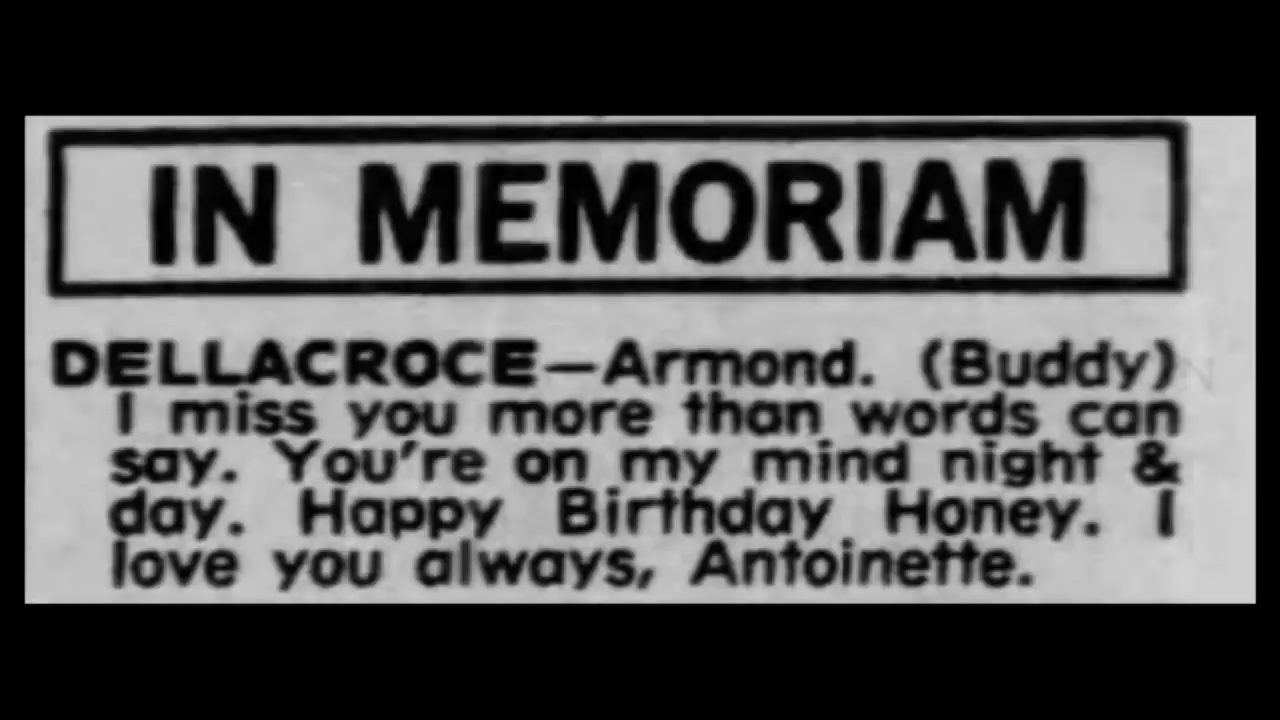 IN MEMORIAM
DELLACROCE—Armond. (Buddy)
I miss you more than words can
say. You're on my mind night &
day. Happy Birthday Honey. I
love you always, Antoinette.